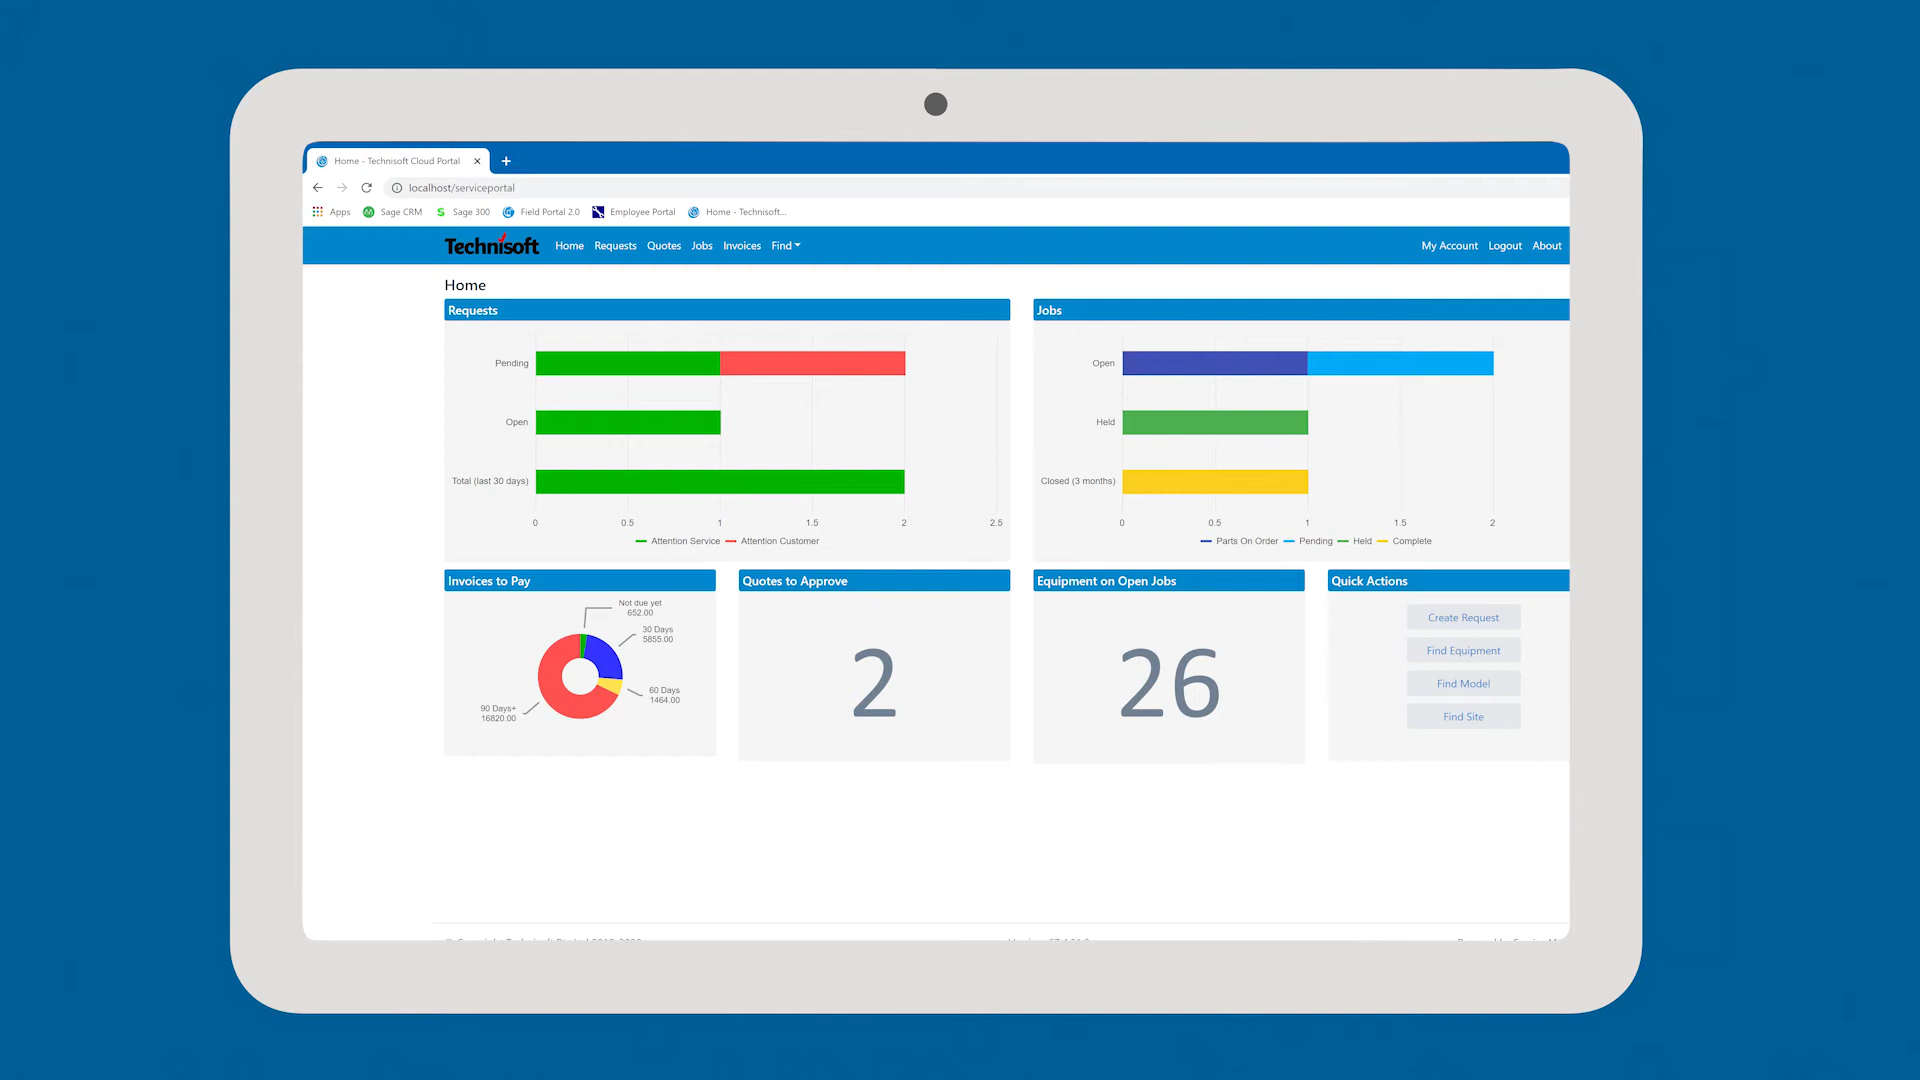 Home - Technisoft Cloud Portal
localhost/serviceportal
Apps Sage CRM Sage 300 Field Portal 2.0 Employee Portal Home - Technisoft...
Technisoft Home Requests Quotes Jobs Invoices Find My Account Logout About
Home
Requests
Pending
Open
Total (last 30 days)
0 0.5 1 1.5 2 2.5
Attention Service Attention Customer
Jobs
Open
Held
Closed (3 months)
0 0.5 1 1.5 2
Parts On Order Pending Held Complete
Invoices to Pay
Not due yet
652.00
30 Days
5855.00
60 Days
1464.00
90 Days+
16820.00
Quotes to Approve
2
Equipment on Open Jobs
26
Quick Actions
Create Request
Find Equipment
Find Model
Find Site